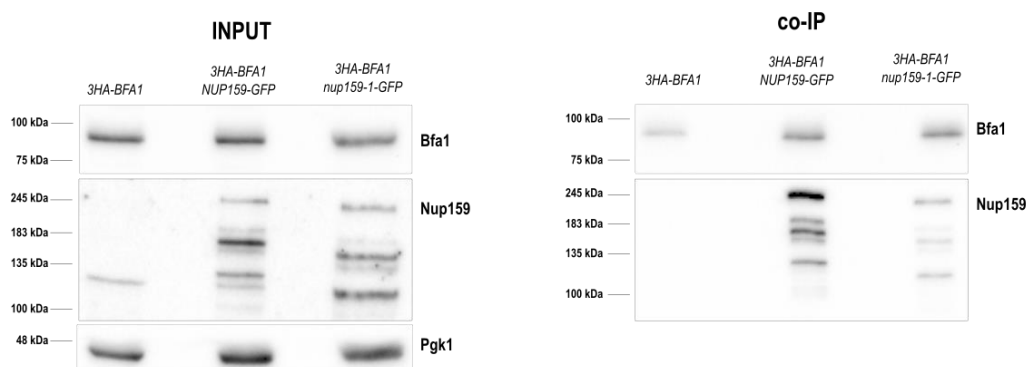 INPUT
3HA-BFA1
3HA-BFA1
NUP159-GFP
3HA-BFA1
nup159-1-GFP
100 kDa
75 kDa
Bfa1
245 kDa
183 kDa
135 kDa
100 kDa
Nup159
48 kDa
Pgk1
co-IP
3HA-BFA1
3HA-BFA1
NUP159-GFP
3HA-BFA1
nup159-1-GFP
100 kDa
75 kDa
Bfa1
245 kDa
183 kDa
135 kDa
100 kDa
Nup159